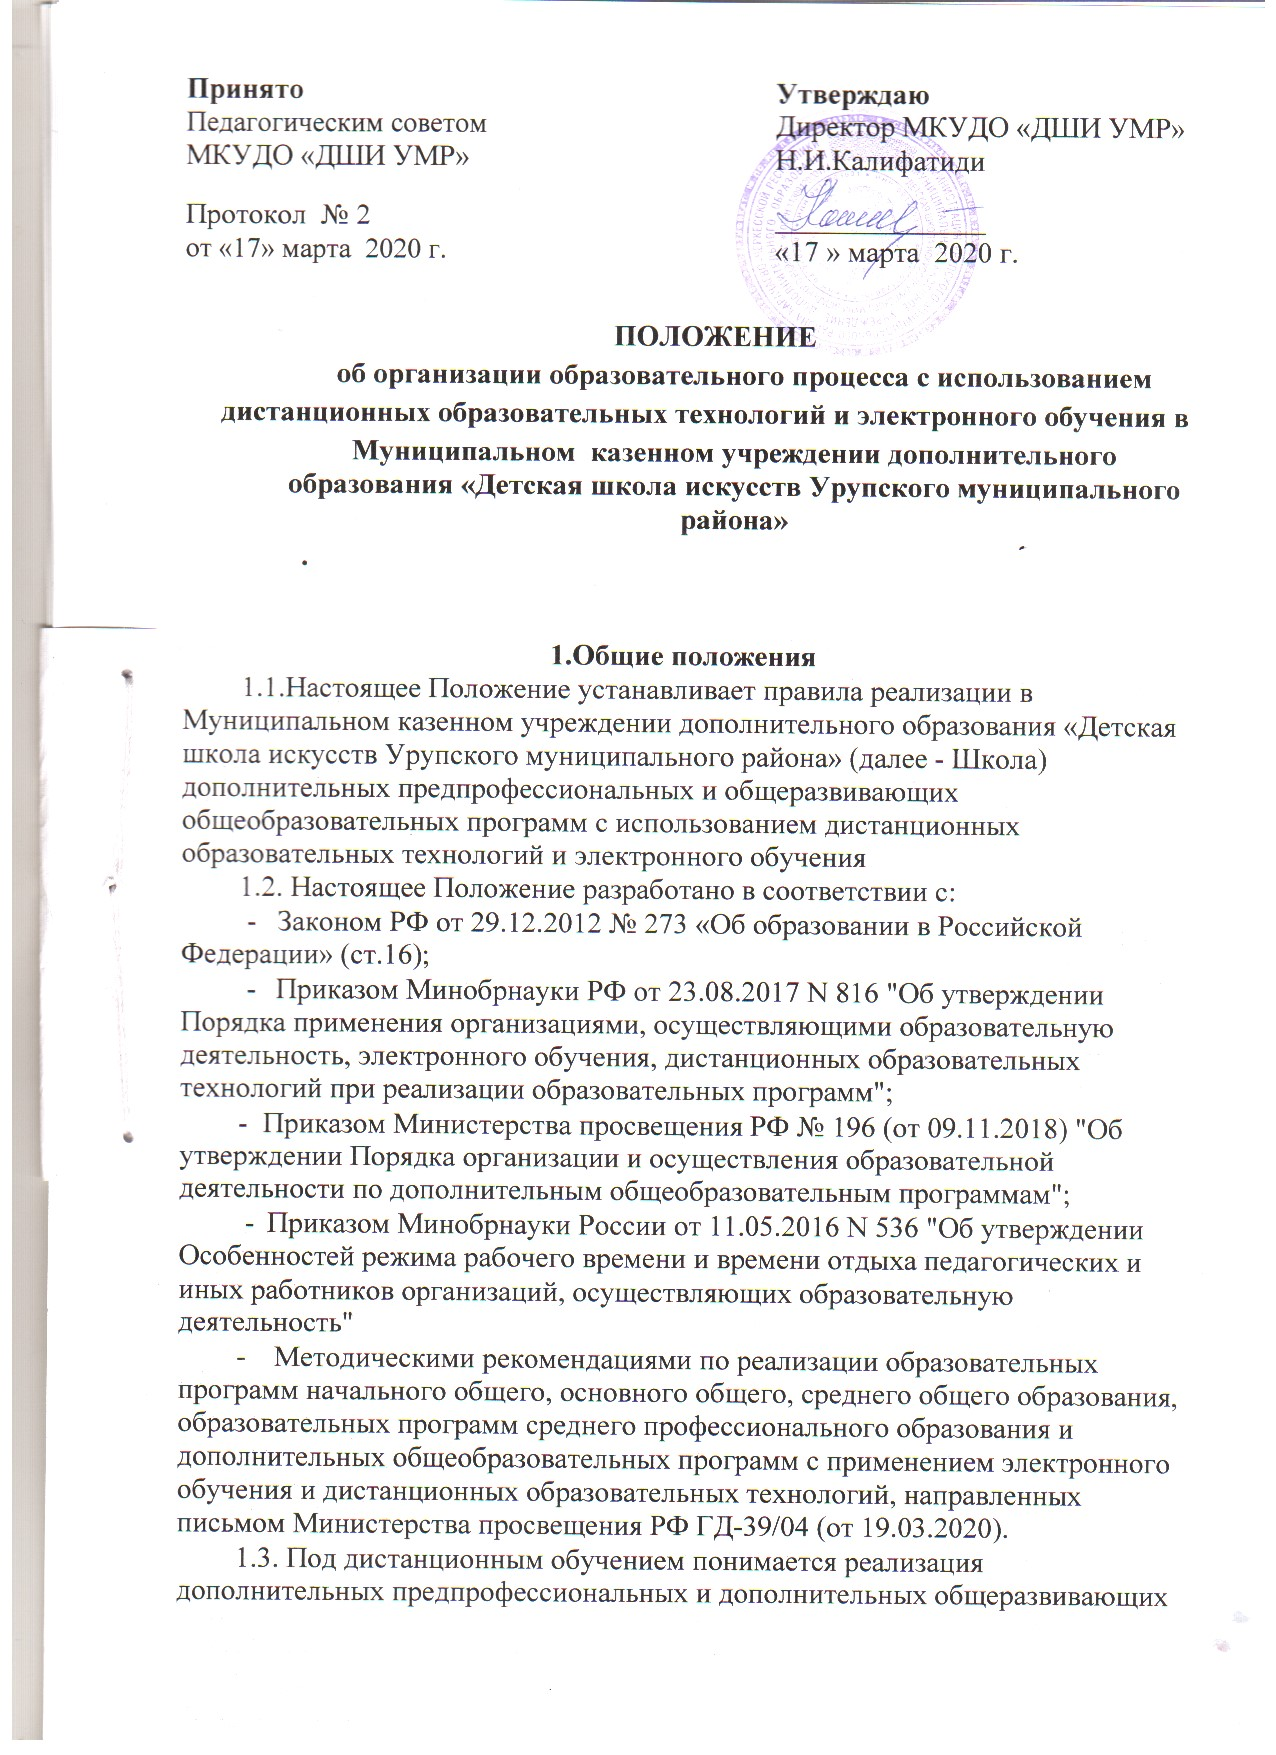 Принято
Педагогическим советом
МКУДО «ДШИ УМР»
Протокол № 2
от «17» марта 2020 г.
Утверждаю
Директор МКУДО «ДШИ УМР»
Н.И.Калифатиди
«17 » марта 2020 г.
ПОЛОЖЕНИЕ
об организации образовательного процесса с использованием
дистанционных образовательных технологий и электронного обучения в
Муниципальном казенном учреждении дополнительного
образования «Детская школа искусств Урупского муниципального
района»
1.Общие положения
1.1.Настоящее Положение устанавливает правила реализации в
Муниципальном казенном учреждении дополнительного образования «Детская
школа искусств Урупского муниципального района» (далее - Школа)
дополнительных предпрофессиональных и общеразвивающих
общеобразовательных программ с использованием дистанционных
образовательных технологий и электронного обучения
1.2. Настоящее Положение разработано в соответствии с:
- Законом РФ от 29.12.2012 № 273 «Об образовании в Российской
Федерации» (ст.16);
- Приказом Минобрнауки РФ от 23.08.2017 N 816 "Об утверждении
Порядка применения организациями, осуществляющими образовательную
деятельность, электронного обучения, дистанционных образовательных
технологий при реализации образовательных программ";
- Приказом Министерства просвещения РФ № 196 (от 09.11.2018) "Об
утверждении Порядка организации и осуществления образовательной
деятельности по дополнительным общеобразовательным программам";
- Приказом Минобрнауки России от 11.05.2016 N 536 "Об утверждении
Особенностей режима рабочего времени и времени отдыха педагогических и
иных работников организаций, осуществляющих образовательную
деятельность"
- Методическими рекомендациями по реализации образовательных
программ начального общего, основного общего, среднего общего образования,
образовательных программ среднего профессионального образования и
дополнительных общеобразовательных программ с применением электронного
обучения и дистанционных образовательных технологий, направленных
письмом Министерства просвещения РФ ГД-39/04 (от 19.03.2020).
1.3. Под дистанционным обучением понимается реализация
дополнительных предпрофессиональных и дополнительных общеразвивающих